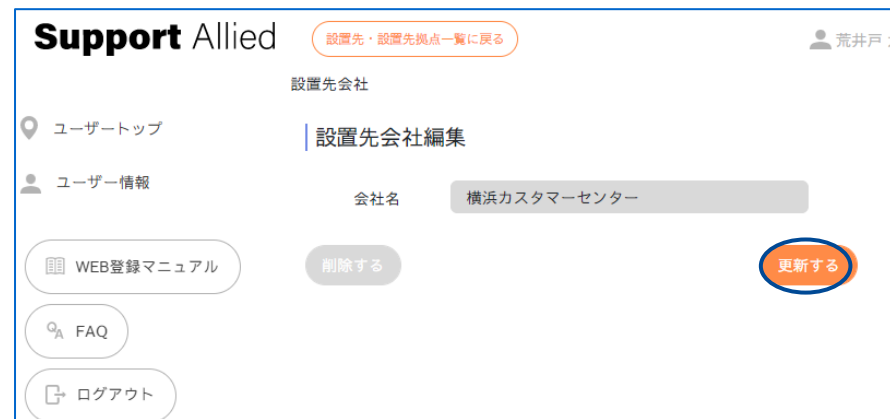 Support Allied
設置先・設置先拠点一覧に戻る
荒井戸
設置先会社
ユーザートップ
設置先会社編集
ユーザー情報
会社名
横浜カスタマーセンター
WEB登録マニュアル
削除する
更新する
FAQ
ログアウト